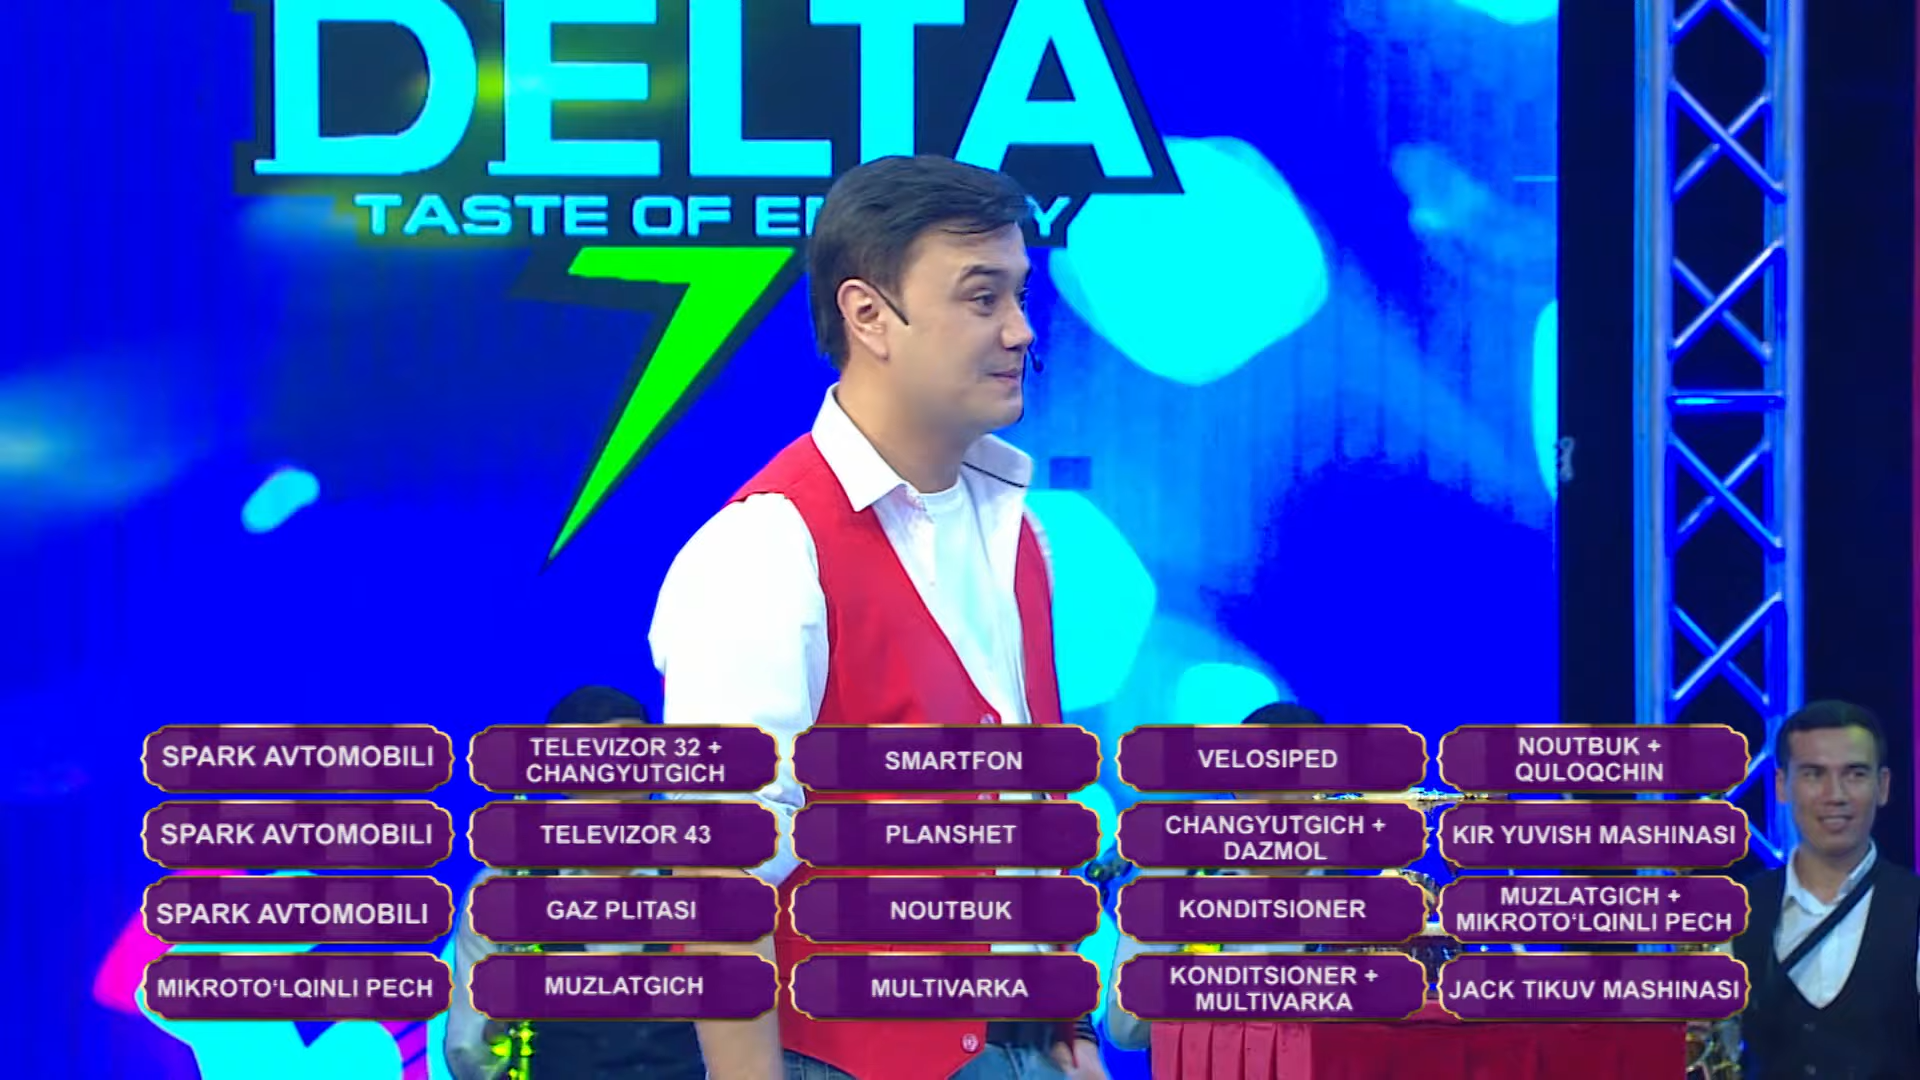 DELTA
TASTE OF
SPARK AVTOMOBILI
TELEVIZOR 32 +
CHANGYUTGICH
SMARTFON
VELOSIPED
NOUTBUK +
QULOQCHIN
SPARK AVTOMOBILI
TELEVIZOR 43
PLANSHET
CHANGYUTGICH +
DAZMOL
KIR YUVISH MASHINASI
SPARK AVTOMOBILI
GAZ PLITASI
NOUTBUK
KONDITSIONER
MUZLATGICH +
MIKROTO‘LQINLI PECH
MIKROTO‘LQINLI PECH
MUZLATGICH
MULTIVARKA
KONDITSIONER +
MULTIVARKA
JACK TIKUV MASHINASI